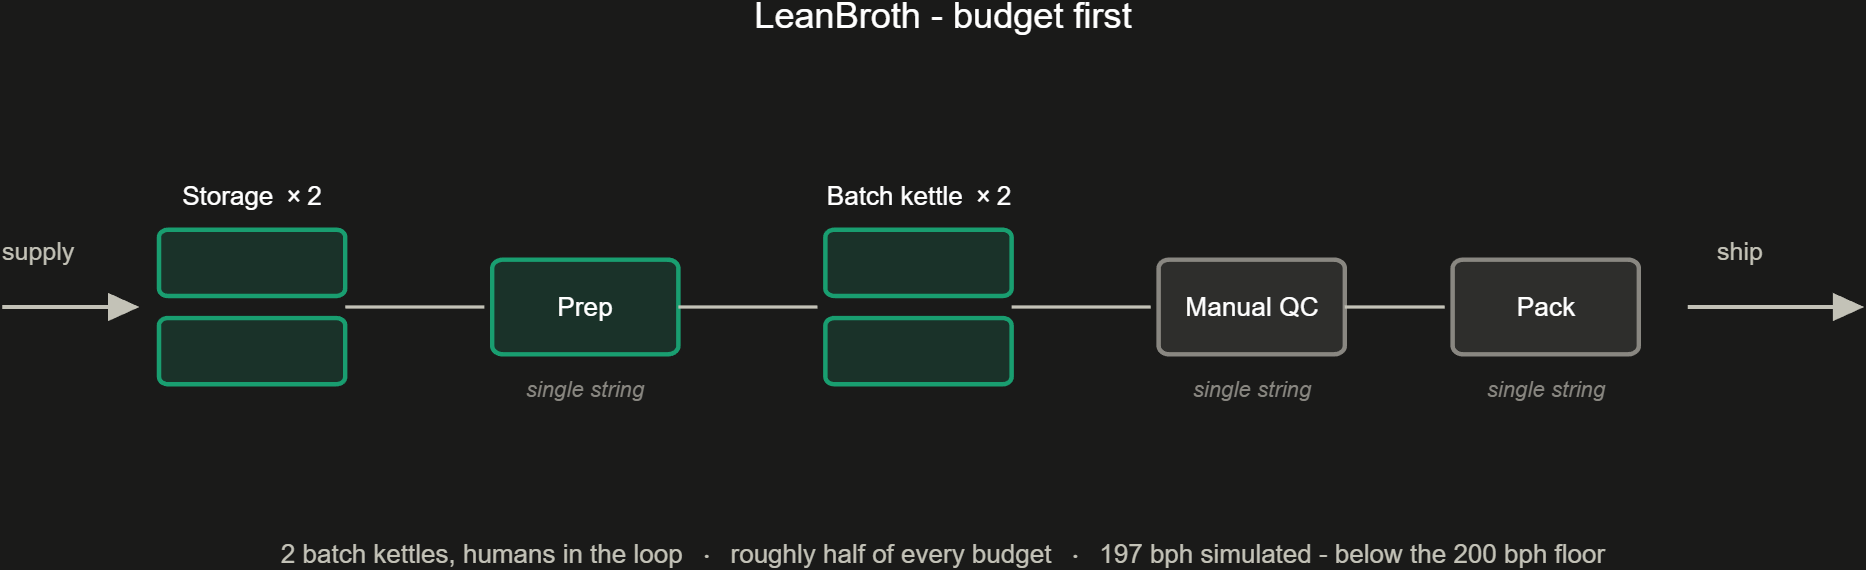 LeanBroth - budget first
Storage × 2
Batch kettle × 2
supply
ship
Prep
Manual QC
Pack
single string
single string
single string
2 batch kettles, humans in the loop · roughly half of every budget · 197 bph simulated - below the 200 bph floor